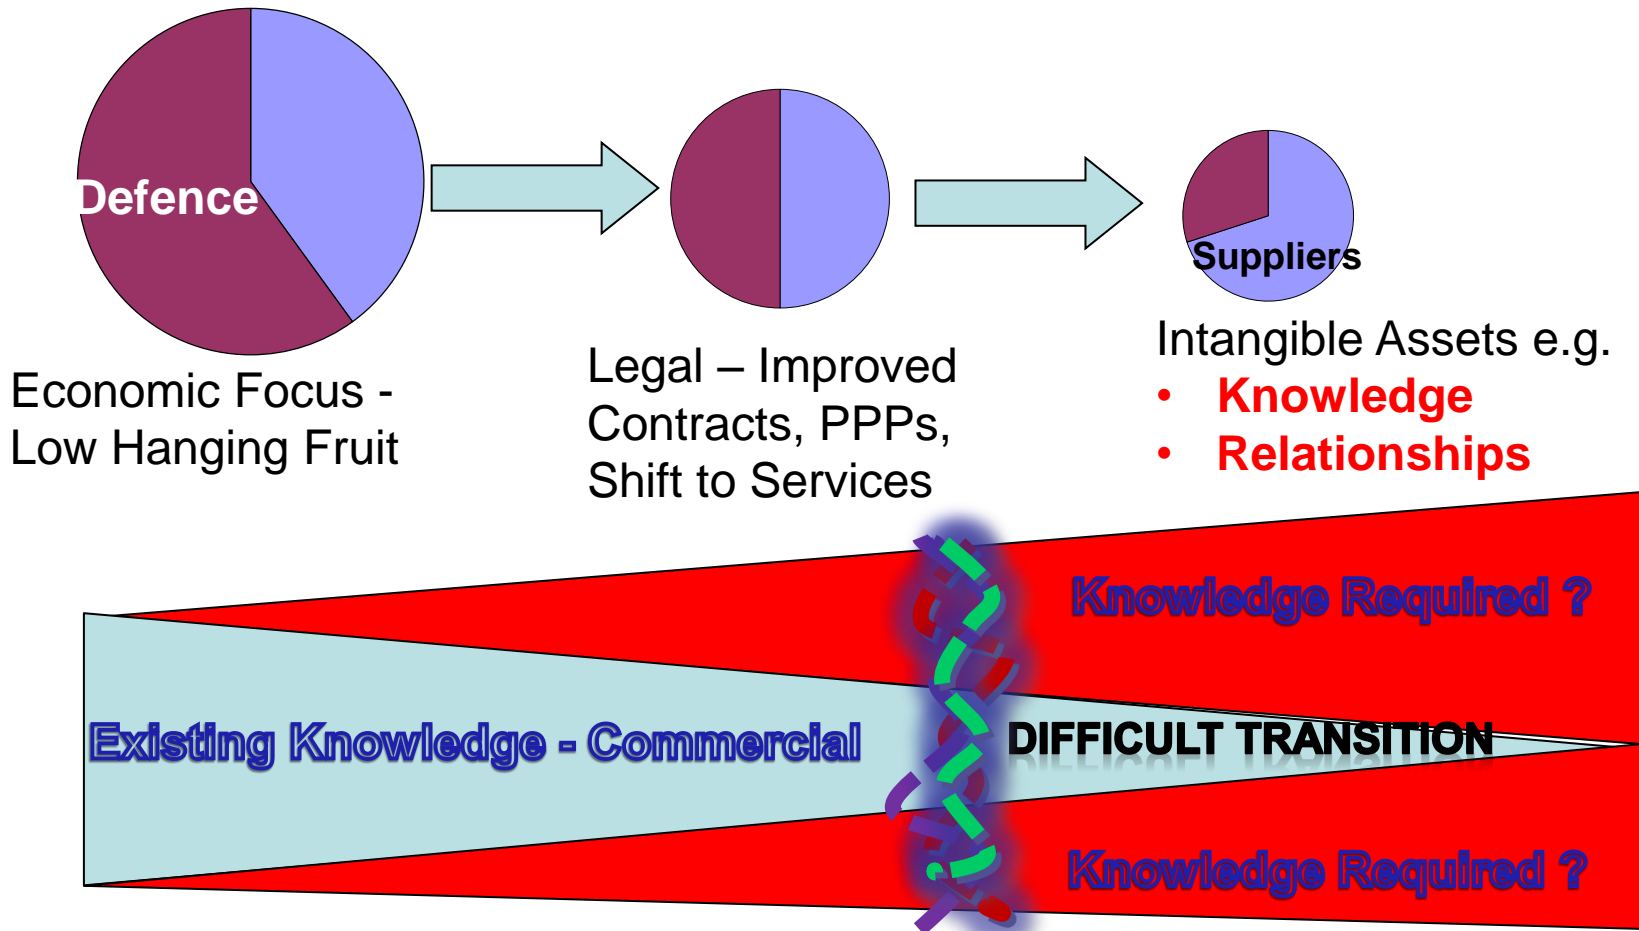 Defence
Suppliers
Economic Focus -
Low Hanging Fruit
Legal – Improved
Contracts, PPPs,
Shift to Services
Intangible Assets e.g.
• Knowledge
• Relationships
Knowledge Required ?
Existing Knowledge - Commercial
DIFFICULT TRANSITION
Knowledge Required ?